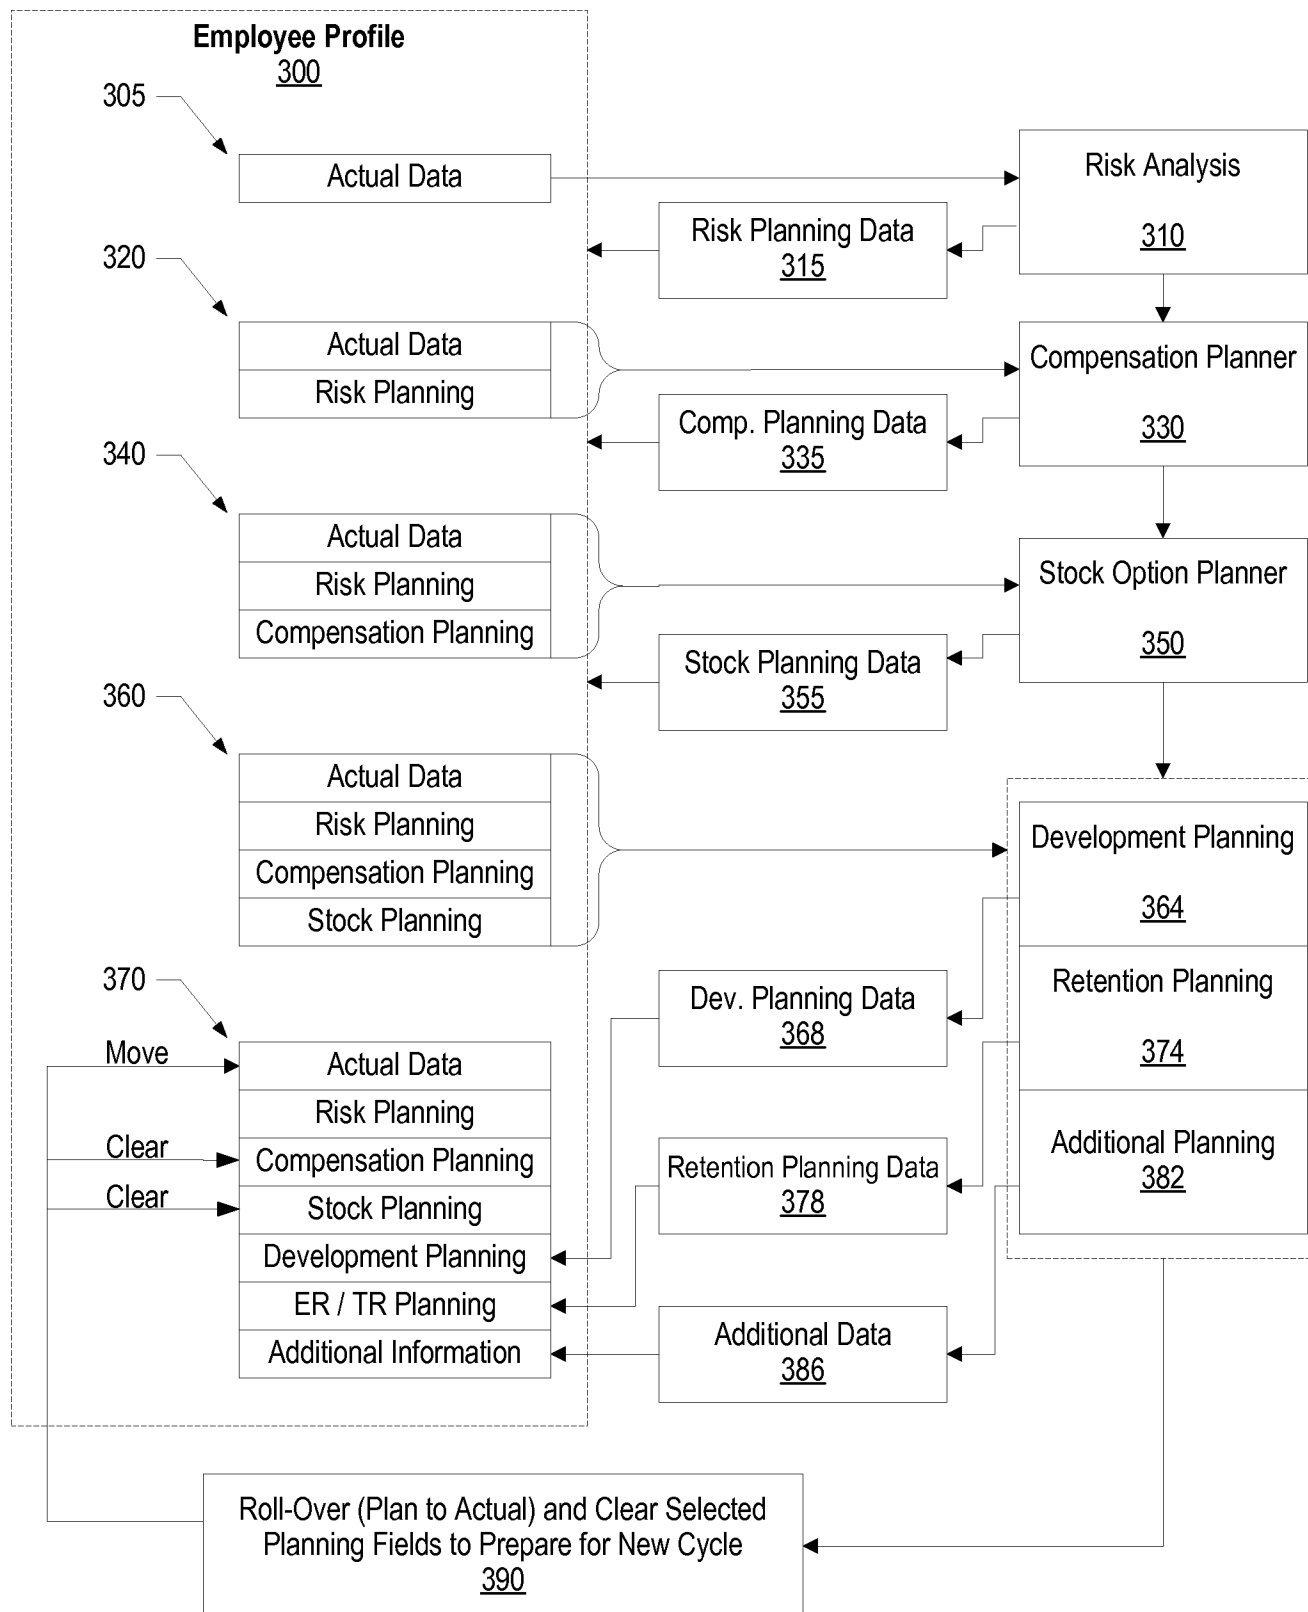 Employee Profile
300
305
Actual Data
Risk Analysis
310
Risk Planning Data
315
320
Actual Data
Risk Planning
Compensation Planner
330
Comp. Planning Data
335
340
Actual Data
Risk Planning
Compensation Planning
Stock Option Planner
350
Stock Planning Data
355
360
Actual Data
Risk Planning
Compensation Planning
Stock Planning
Development Planning
364
Retention Planning
374
Additional Planning
382
Dev. Planning Data
368
Retention Planning Data
378
Additional Data
386
370
Move
Clear
Clear
Actual Data
Risk Planning
Compensation Planning
Stock Planning
Development Planning
ER / TR Planning
Additional Information
Roll-Over (Plan to Actual) and Clear Selected
Planning Fields to Prepare for New Cycle
390